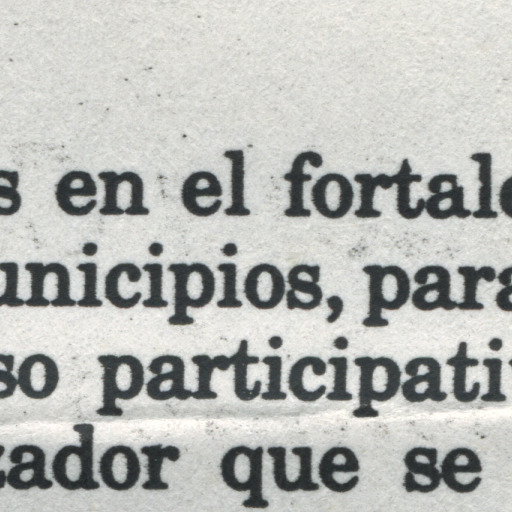 s en el fortale
unicipios, para
so participati
zador que se